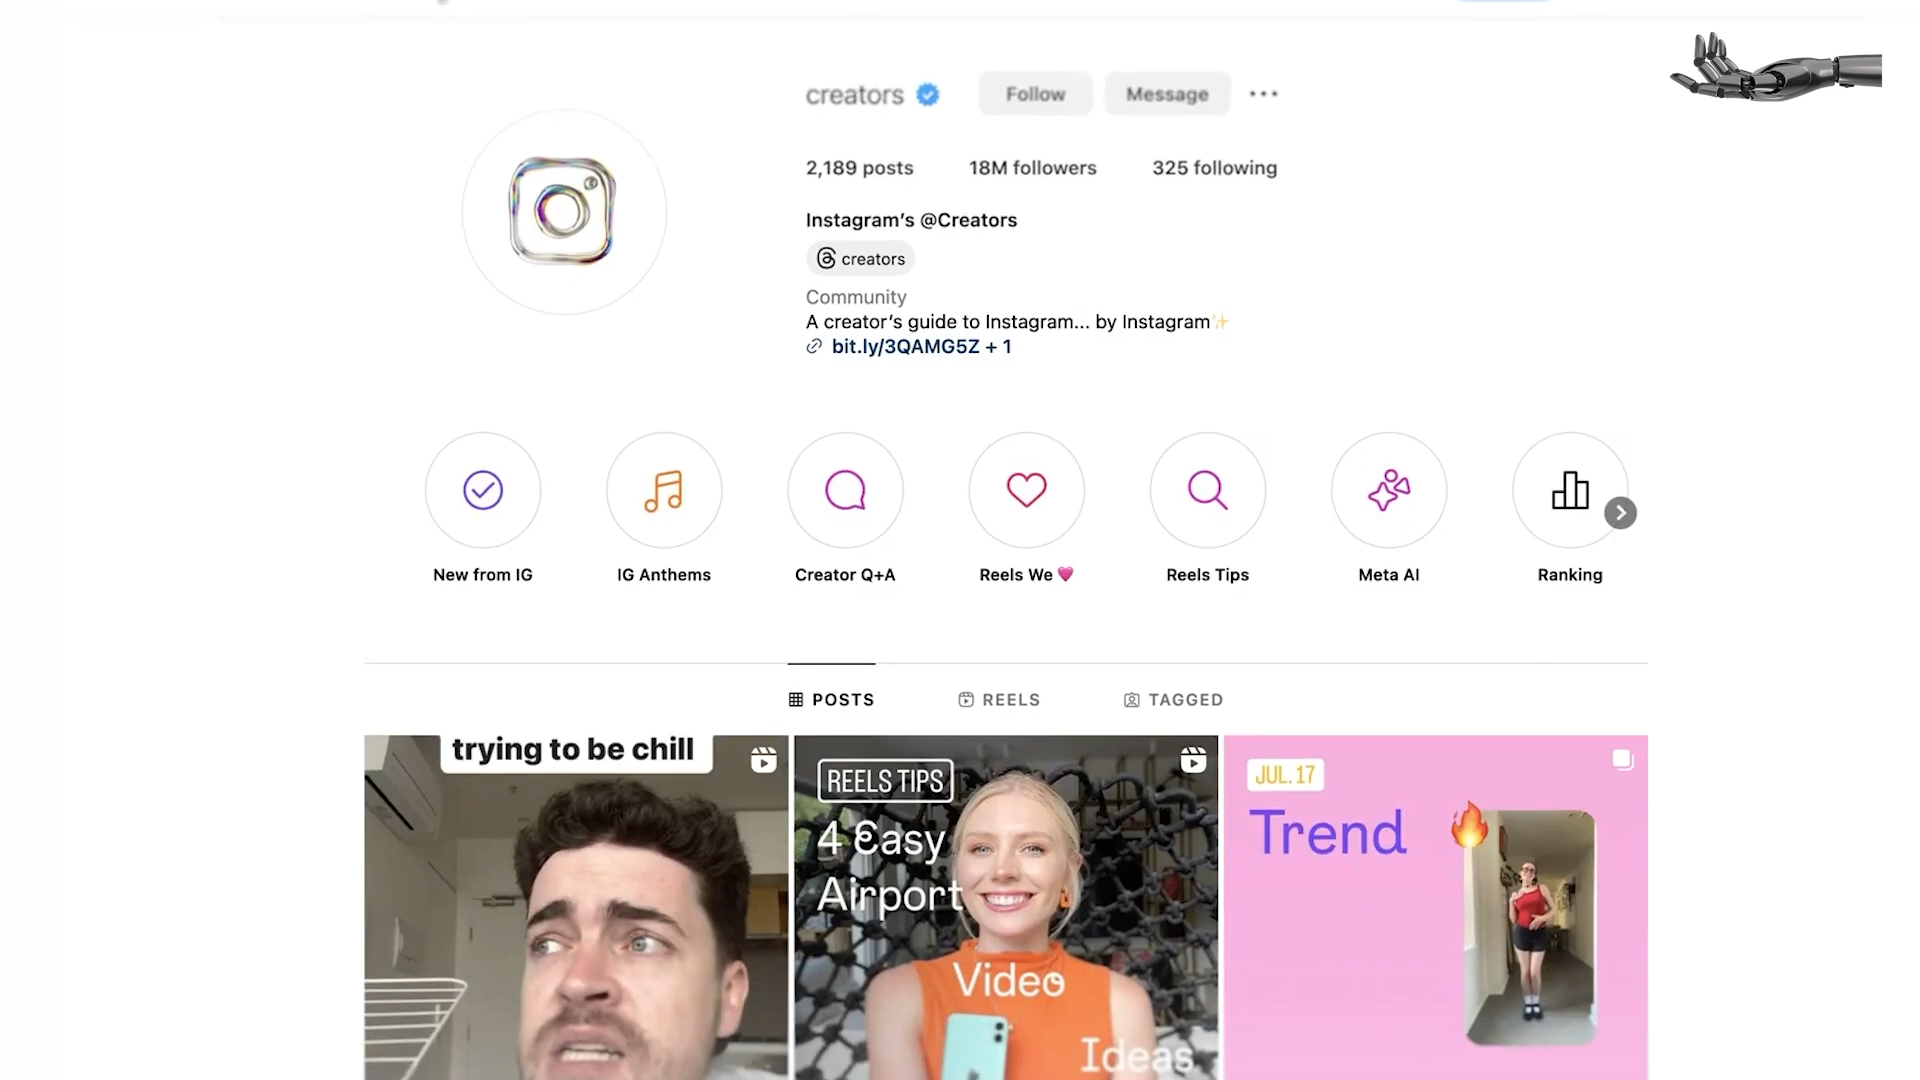 creators Follow Message
2,189 posts 18M followers 325 following
Instagram’s @Creators
creators
Community
A creator’s guide to Instagram... by Instagram✨
bit.ly/3QAMG5Z + 1
New from IG IG Anthems Creator Q+A Reels We 💗 Reels Tips Meta AI Ranking
POSTS REELS TAGGED
trying to be chill
REELS TIPS
4 Easy
Airport
Video
Ideas
JUL. 17
Trend